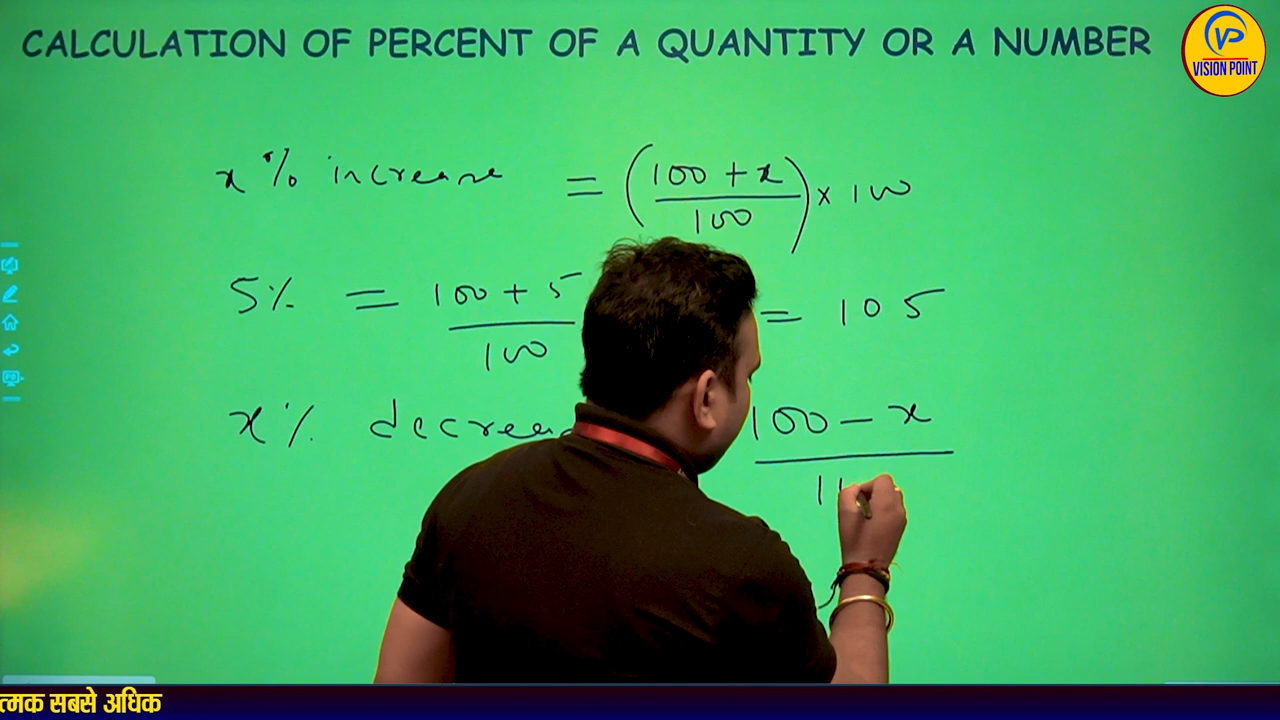 CALCULATION OF PERCENT OF A QUANTITY OR A NUMBER
VP
VISION POINT
x % increase = (100 + x / 100) × 100
5% = 100 + 5 / 100 = 105
x % decrea 100 - x
त्मक सबसे अधिक